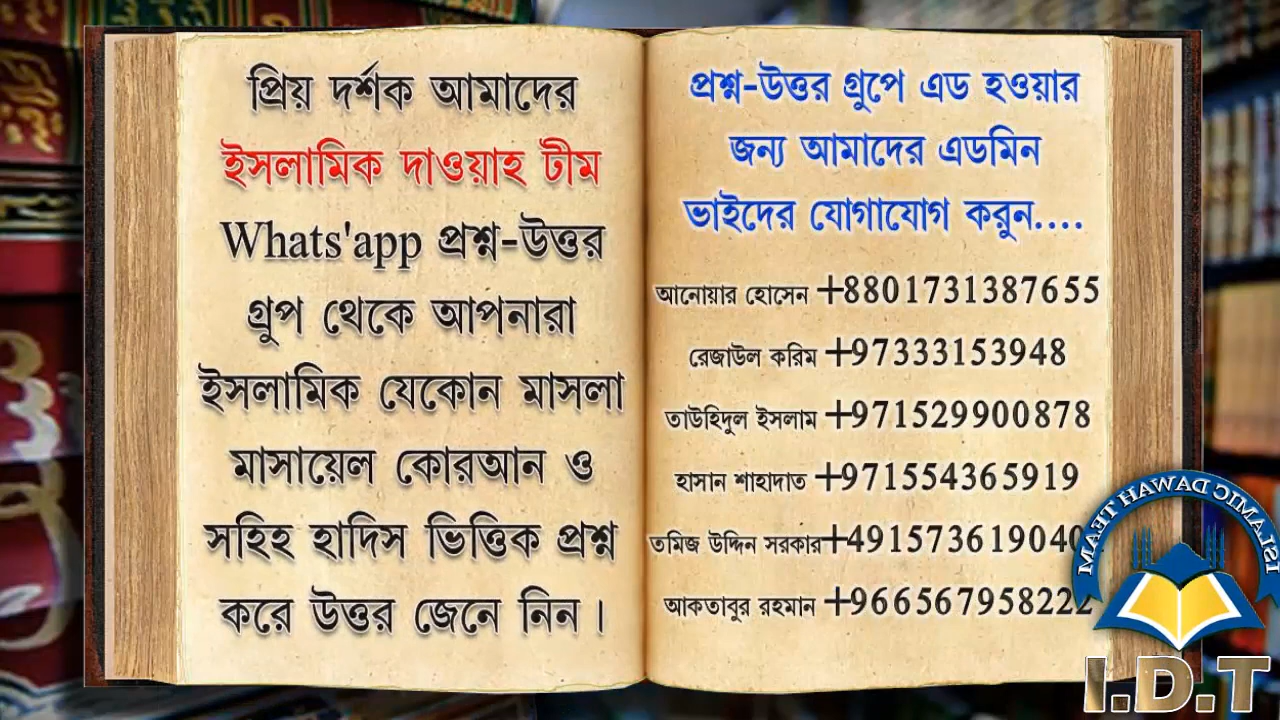 প্রিয় দর্শক আমাদের
ইসলামিক দাওয়াহ টীম
Whats'app প্রশ্ন-উত্তর
গ্রুপ থেকে আপনারা
ইসলামিক যেকোন মাসলা
মাসায়েল কোরআন ও
সহিহ হাদিস ভিত্তিক প্রশ্ন
করে উত্তর জেনে নিন।
প্রশ্ন-উত্তর গ্রুপে এড হওয়ার
জন্য আমাদের এডমিন
ভাইদের যোগাযোগ করুন....
আনোয়ার হোসেন +8801731387655
রেজাউল করিম +97333153948
তাউহিদুল ইসলাম +971529900878
হাসান শাহাদাত +971554365919
তমিজ উদ্দিন সরকার
আকতাবুর রহমান +966567958222
ISLAMIC DAWAH TEAM
I.D.T